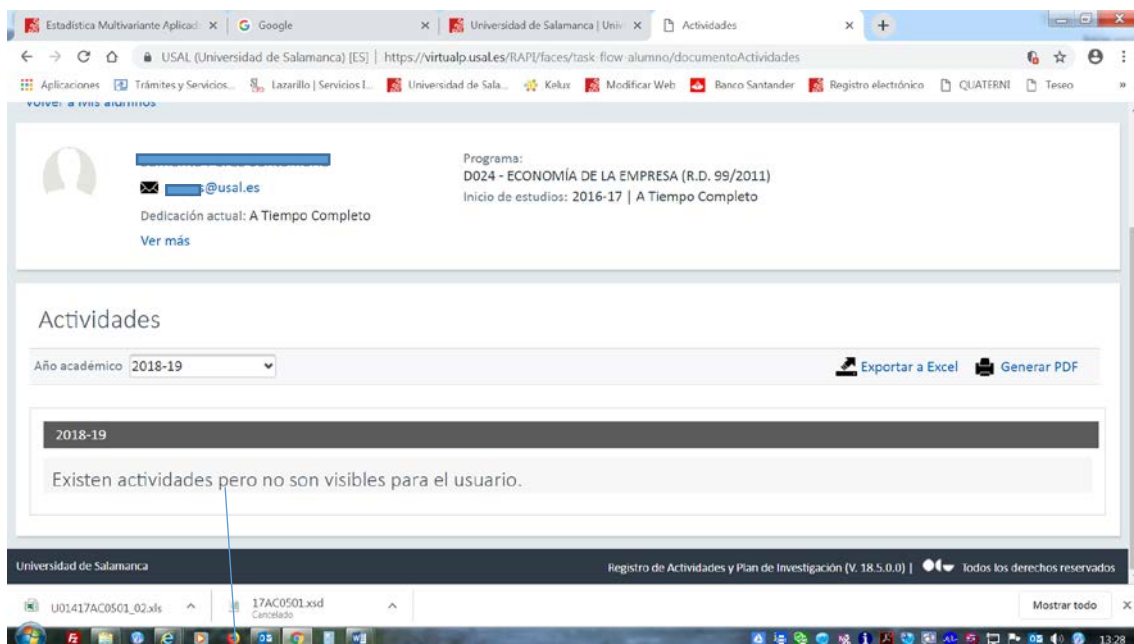 Estadística Multivariante Aplicad
Google
Universidad de Salamanca | Univ
Actividades
USAL (Universidad de Salamanca) [ES] | https://virtualp.usal.es/RAPI/faces/task-flow-alumno/documentoActividades
Aplicaciones Trámites y Servicios... Lazarillo | Servicios I... Universidad de Sala... Kelux Modificar Web Banco Santander Registro electrónico QUATERNI Teseo »
Volver a Mis alumnos
s@usal.es
Dedicación actual: A Tiempo Completo
Ver más
Programa:
D024 - ECONOMÍA DE LA EMPRESA (R.D. 99/2011)
Inicio de estudios: 2016-17 | A Tiempo Completo
Actividades
Año académico 2018-19
Exportar a Excel Generar PDF
2018-19
Existen actividades pero no son visibles para el usuario.
Universidad de Salamanca
Registro de Actividades y Plan de Investigación (V. 18.5.0.0) | Todos los derechos reservados
U01417AC0501_02.xls
17AC0501.xsd
Cancelado
Mostrar todo
13:28